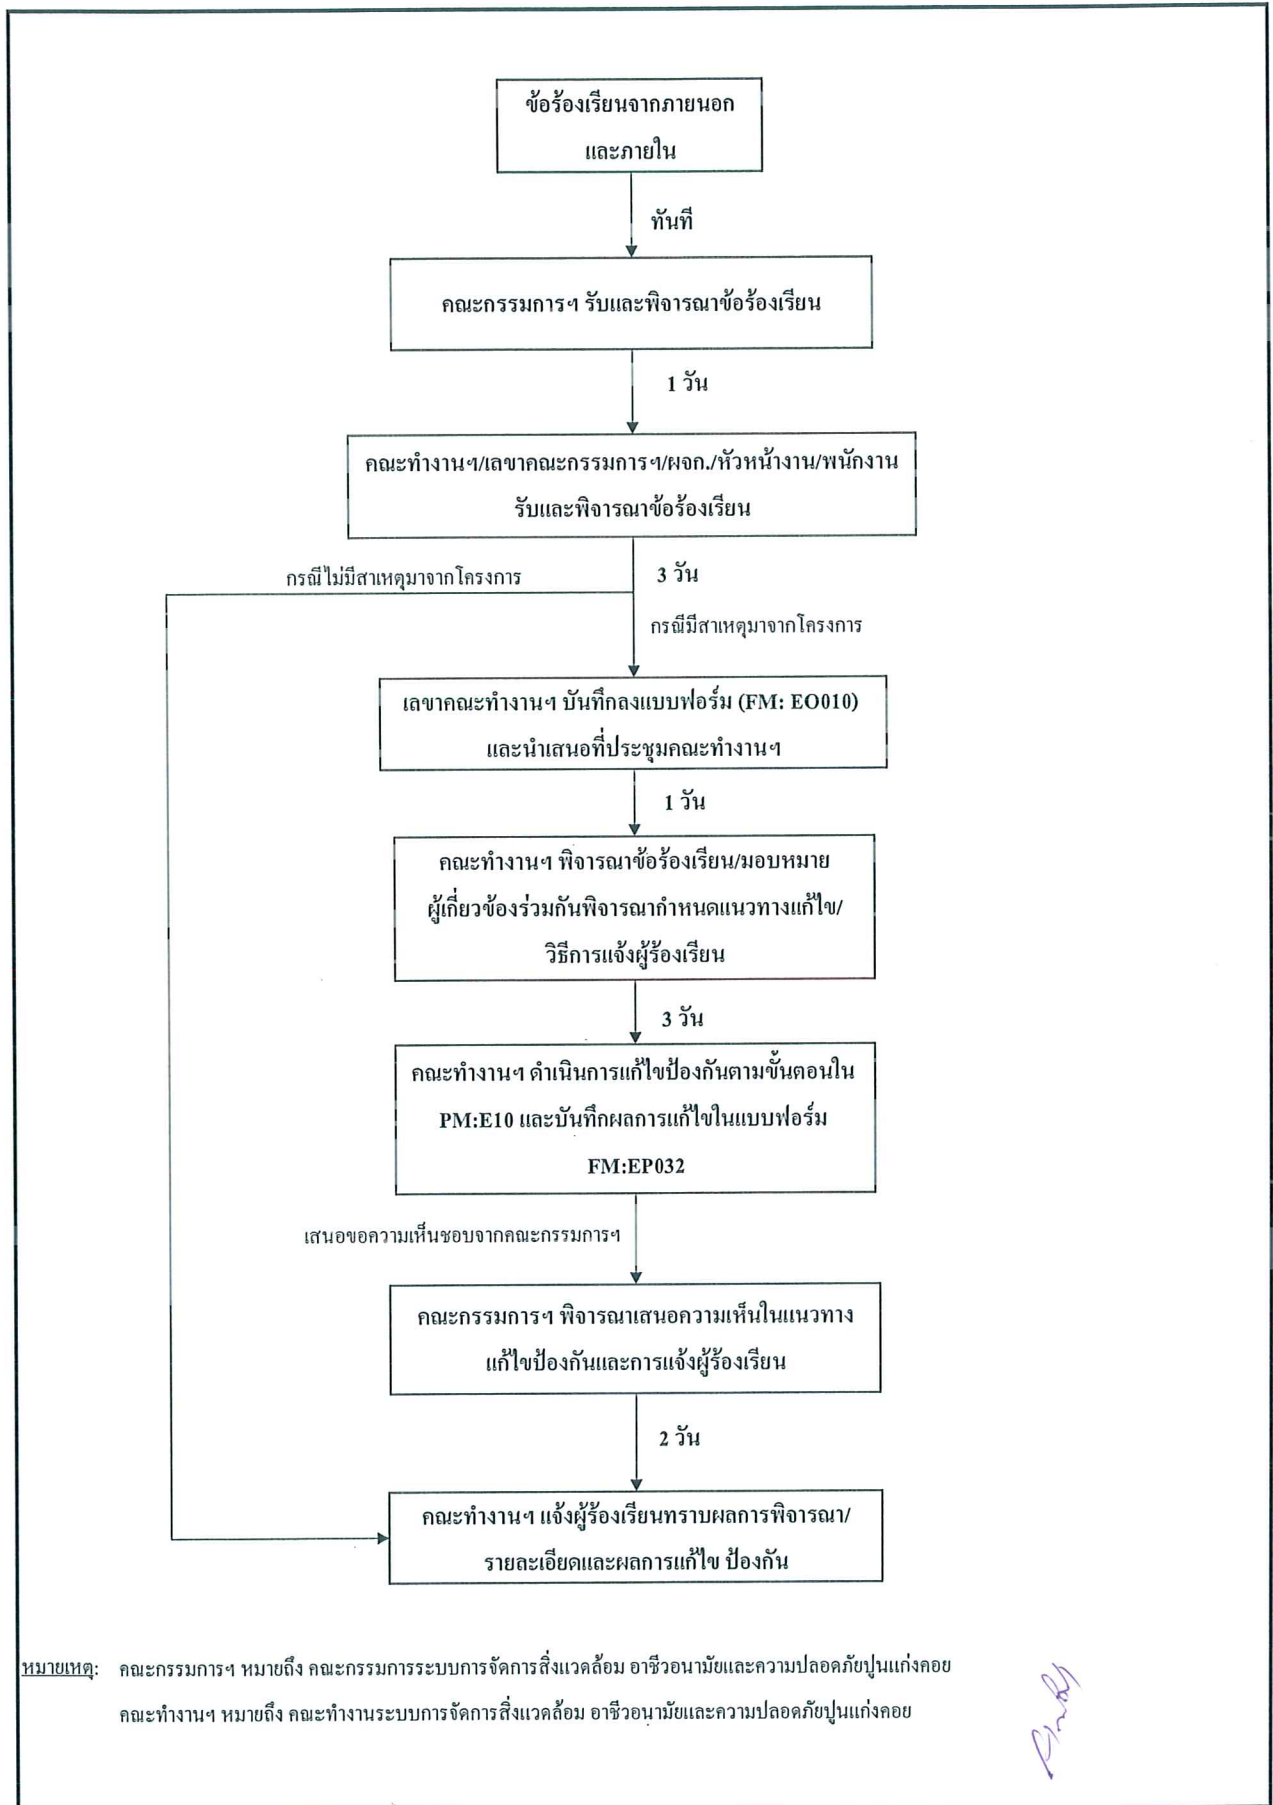 ข้อร้องเรียนจากภายนอก
และภายใน
ทันที
คณะกรรมการฯ รับและพิจารณาข้อร้องเรียน
1 วัน
คณะทำงานฯ/เลขาคณะกรรมการฯ/ผจก./หัวหน้างาน/พนักงาน
รับและพิจารณาข้อร้องเรียน
กรณีไม่มีสาเหตุมาจากโครงการ
3 วัน
กรณีมีสาเหตุมาจากโครงการ
เลขาคณะทำงานฯ บันทึกลงแบบฟอร์ม (FM: EO010)
และนำเสนอที่ประชุมคณะทำงานฯ
1 วัน
คณะทำงานฯ พิจารณาข้อร้องเรียน/มอบหมาย
ผู้เกี่ยวข้องร่วมกันพิจารณากำหนดแนวทางแก้ไข/
วิธีการแจ้งผู้ร้องเรียน
3 วัน
คณะทำงานฯ ดำเนินการแก้ไขป้องกันตามขั้นตอนใน
PM:E10 และบันทึกผลการแก้ไขในแบบฟอร์ม
FM:EP032
เสนอขอความเห็นชอบจากคณะกรรมการฯ
คณะกรรมการฯ พิจารณาเสนอความเห็นในแนวทาง
แก้ไขป้องกันและการแจ้งผู้ร้องเรียน
2 วัน
คณะทำงานฯ แจ้งผู้ร้องเรียนทราบผลการพิจารณา/
รายละเอียดและผลการแก้ไข ป้องกัน
หมายเหตุ: คณะกรรมการฯ หมายถึง คณะกรรมการระบบการจัดการสิ่งแวดล้อม อาชีวอนามัยและความปลอดภัยปูนแก่งคอย
คณะทำงานฯ หมายถึง คณะทำงานระบบการจัดการสิ่งแวดล้อม อาชีวอนามัยและความปลอดภัยปูนแก่งคอย